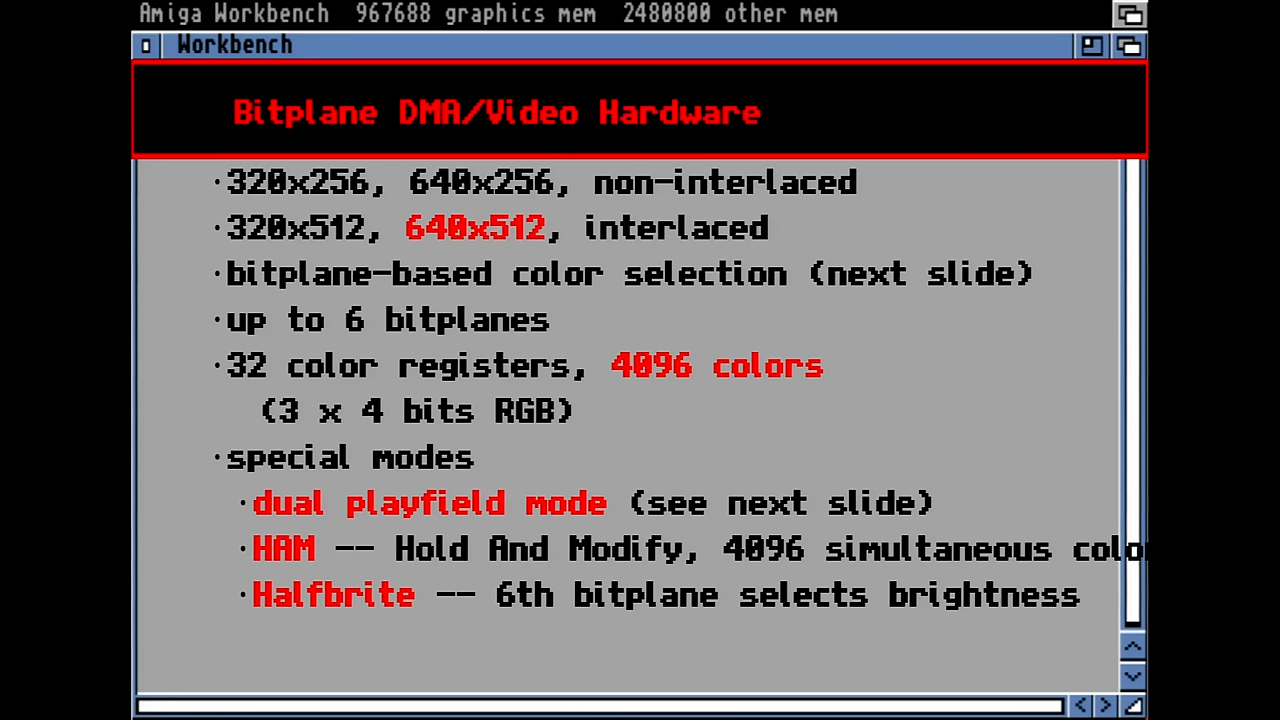 Amiga Workbench  967688 graphics mem  2480800 other mem
Workbench
Bitplane DMA/Video Hardware
·320x256, 640x256, non-interlaced
·320x512, 640x512, interlaced
·bitplane-based color selection (next slide)
·up to 6 bitplanes
·32 color registers, 4096 colors
(3 x 4 bits RGB)
·special modes
·dual playfield mode (see next slide)
·HAM -- Hold And Modify, 4096 simultaneous colo
·Halfbrite -- 6th bitplane selects brightness